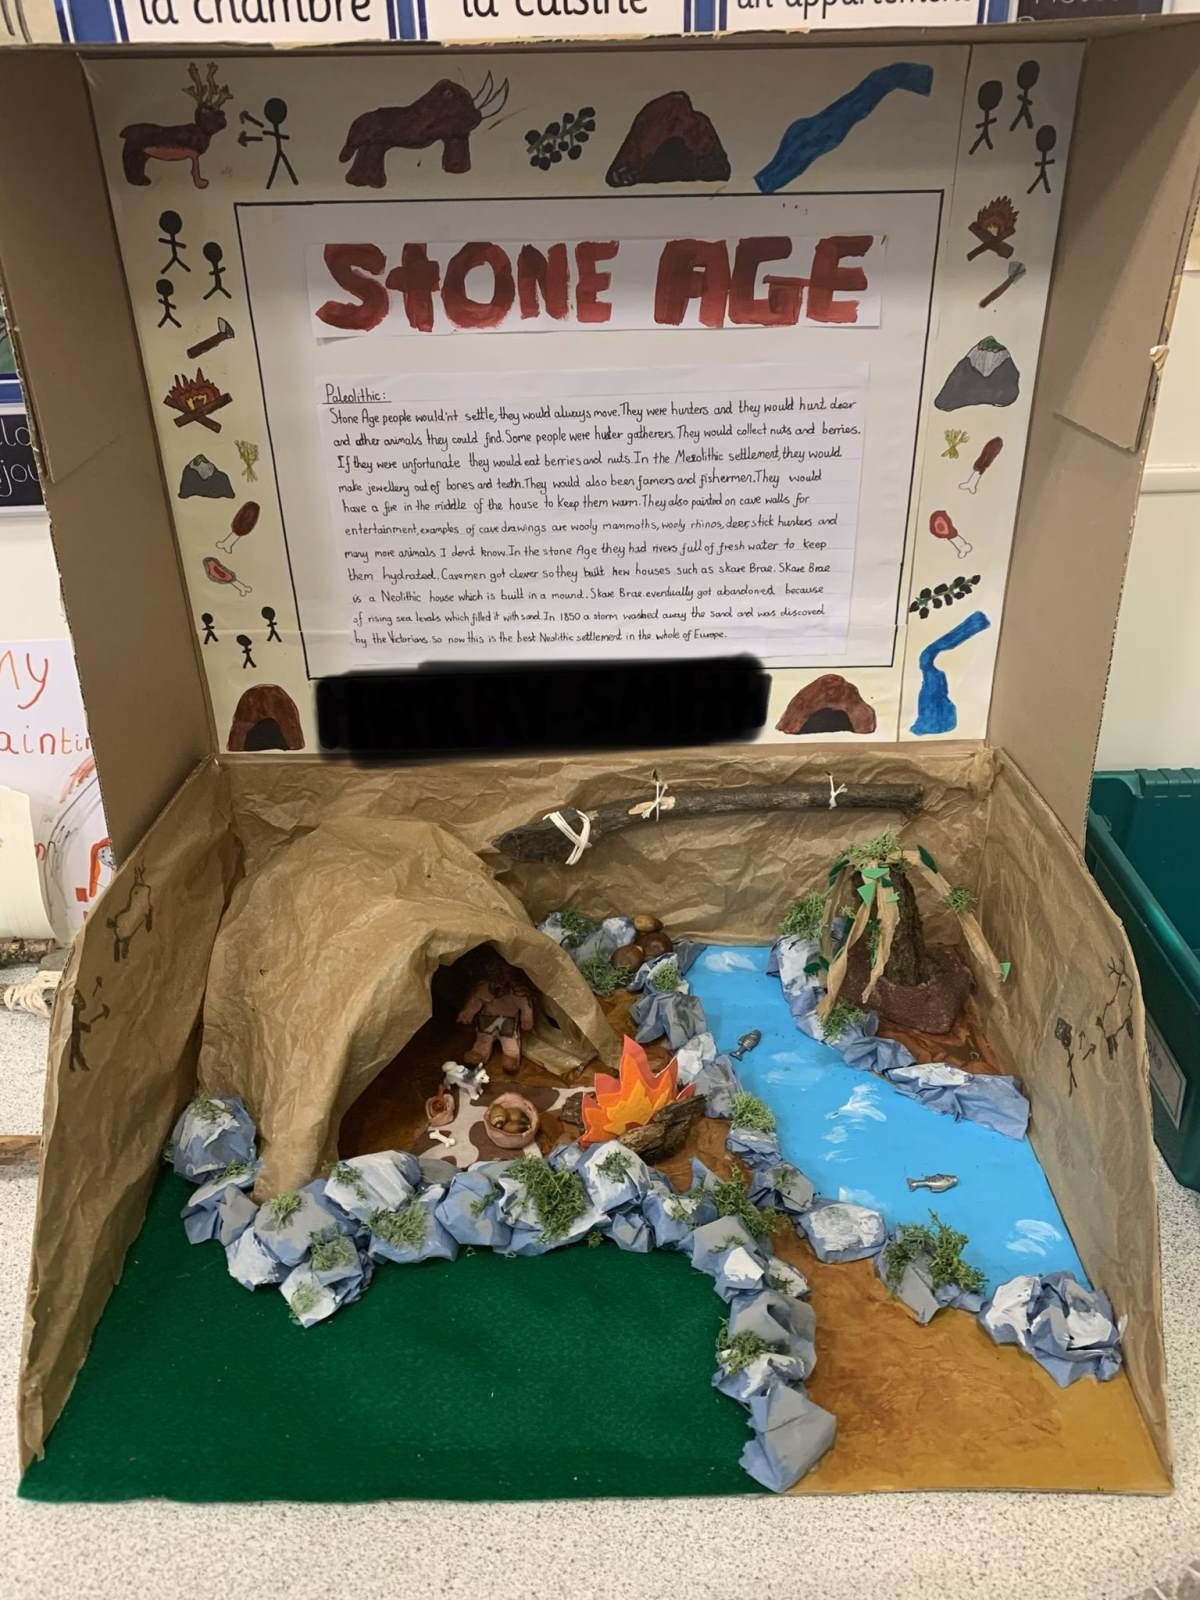 la chambre
la cuisine
un appartement
STONE AGE
Paleolithic:
Stone Age people would'nt settle, they would always move. They were hunters and they would hunt deer
and other animals they could find. Some people were huter gatherers. They would collect nuts and berries.
If they were unfortunate they would eat berries and nuts. In the Mesolithic settlement, they would
make jewellery out of bones and teeth. They would also been famers and fishermen. They would
have a fire in the middle of the house to keep them warm. They also painted on cave walls for
entertainment, examples of cave drawings are wooly mammoths, wooly rhinos, deer, stick hunters and
many more animals I dont know. In the stone Age they had rivers full of fresh water to keep
them hydrated. Cavemen got clever so they built new houses such as skare Brae. Skare Brae
is a Neolithic house which is built in a mound. Skare Brae eventually got abandoned because
of rising sea levels which filled it with sand. In 1850 a storm washed away the sand and was discovered
by the Victorians. so now this is the best Neolithic settlement in the whole of Europe.
My